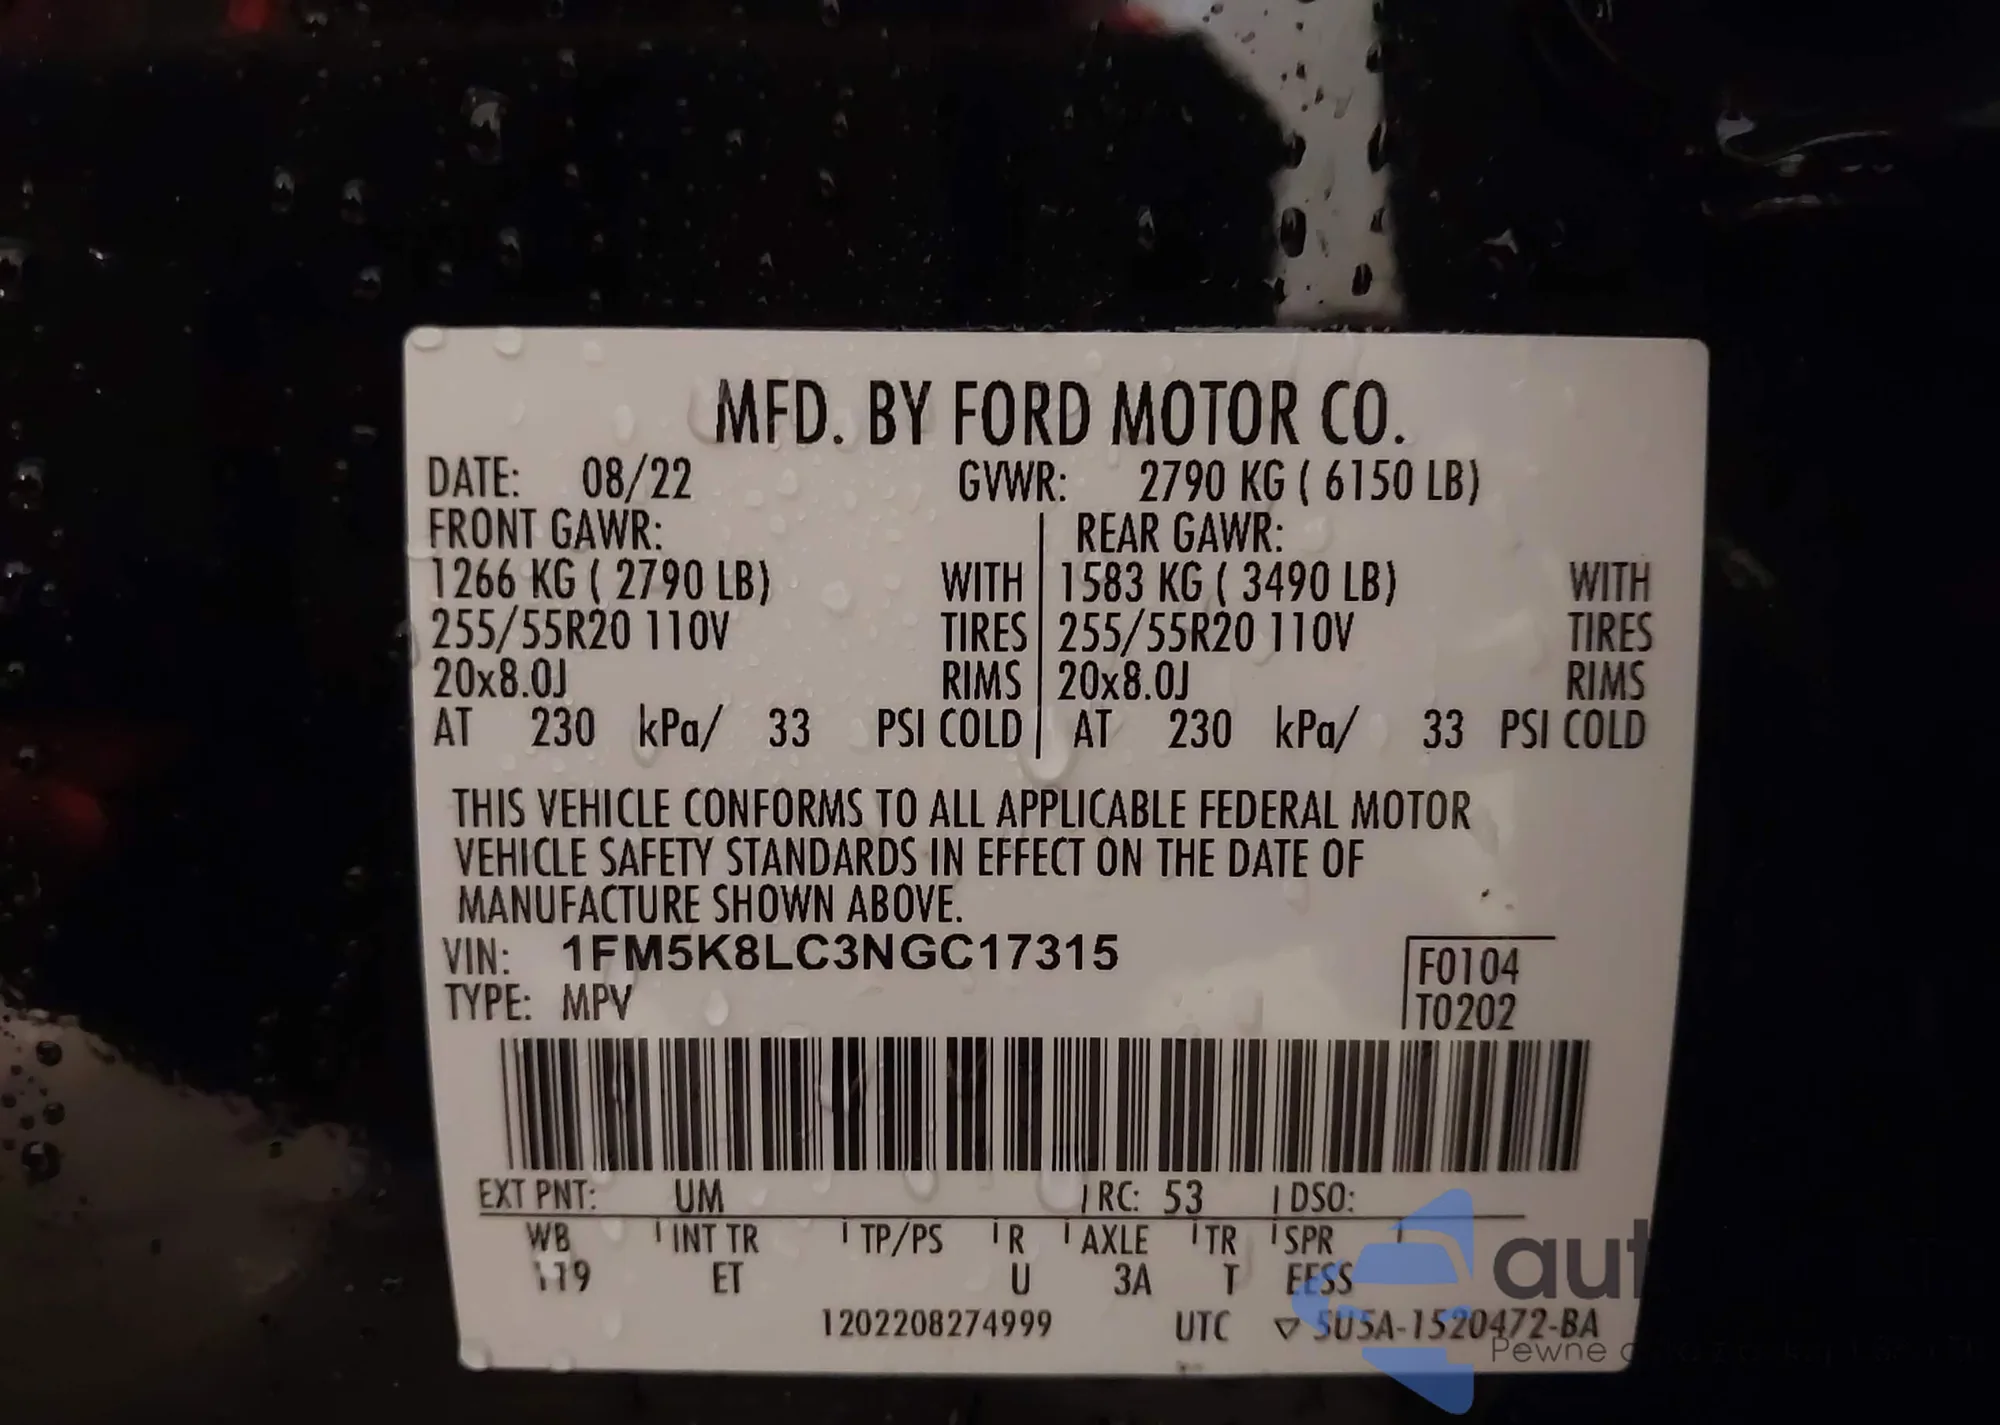 MFD. BY FORD MOTOR CO.
DATE: 08/22 GVWR: 2790 KG ( 6150 LB)
FRONT GAWR: REAR GAWR:
1266 KG ( 2790 LB) WITH 1583 KG ( 3490 LB) WITH
255/55R20 110V TIRES 255/55R20 110V TIRES
20x8.0J RIMS 20x8.0J RIMS
AT 230 kPa/ 33 PSI COLD AT 230 kPa/ 33 PSI COLD
THIS VEHICLE CONFORMS TO ALL APPLICABLE FEDERAL MOTOR
VEHICLE SAFETY STANDARDS IN EFFECT ON THE DATE OF
MANUFACTURE SHOWN ABOVE.
VIN: 1FM5K8LC3NGC17315
F0104
TYPE: MPV
T0202
EXT PNT: UM RC: 53 DSO:
WB INT TR TP/PS R AXLE TR SPR
119 ET U 3A T EESS
1202208274999 UTC ▽ 5U5A-1520472-BA
aut
Pewne